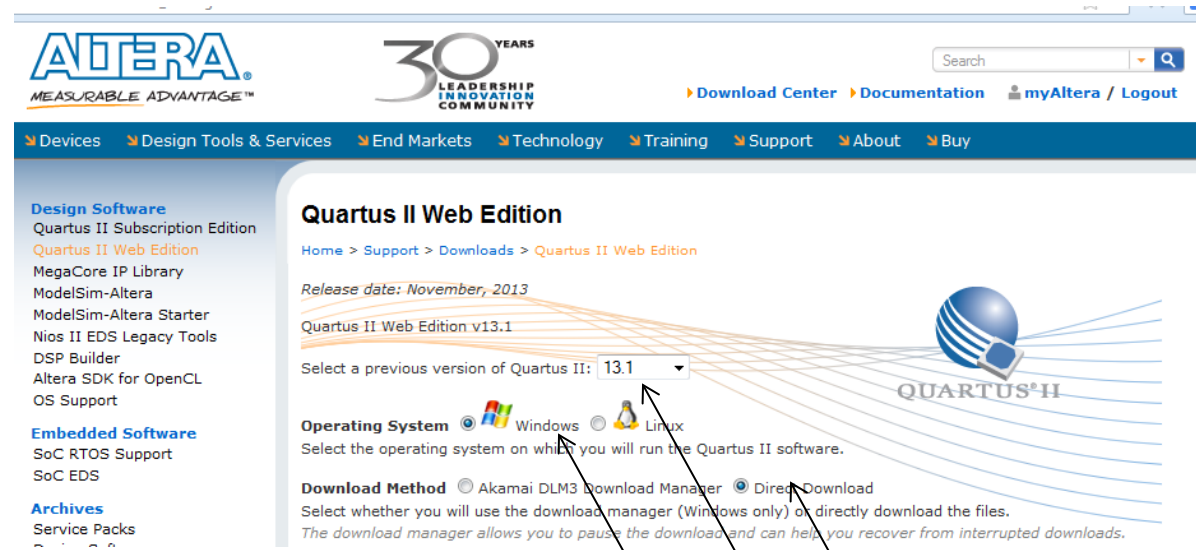 ALTERA®
MEASURABLE ADVANTAGE™
30 YEARS
LEADERSHIP
INNOVATION
COMMUNITY
Search
Download Center Documentation myAltera / Logout
Devices Design Tools & Services End Markets Technology Training Support About Buy
Design Software
Quartus II Subscription Edition
Quartus II Web Edition
MegaCore IP Library
ModelSim-Altera
ModelSim-Altera Starter
Nios II EDS Legacy Tools
DSP Builder
Altera SDK for OpenCL
OS Support
Embedded Software
SoC RTOS Support
SoC EDS
Archives
Service Packs
Quartus II Web Edition
Home > Support > Downloads > Quartus II Web Edition
Release date: November, 2013
Quartus II Web Edition v13.1
Select a previous version of Quartus II: 13.1
QUARTUS® II
Operating System Windows Linux
Select the operating system on which you will run the Quartus II software.
Download Method Akamai DLM3 Download Manager Direct Download
Select whether you will use the download manager (Windows only) or directly download the files.
The download manager allows you to pause the download and can help you recover from interrupted downloads.